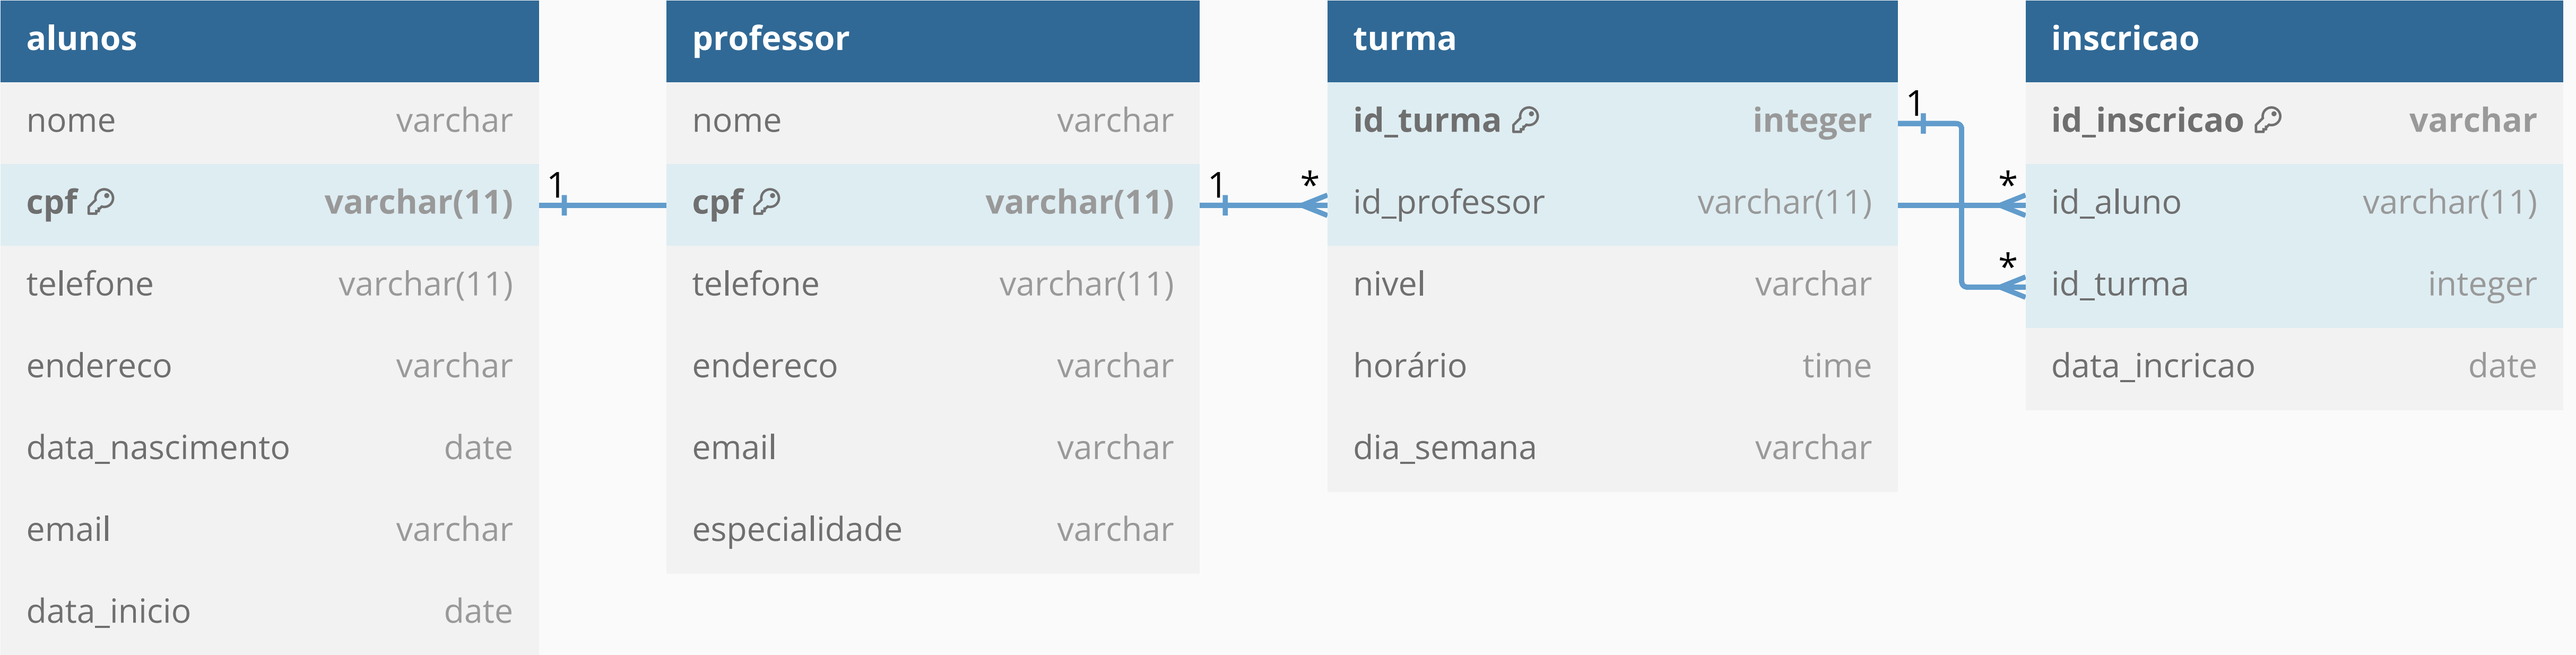 alunos
nome varchar
cpf varchar(11)
telefone varchar(11)
endereco varchar
data_nascimento date
email varchar
data_inicio date
1
professor
nome varchar
cpf varchar(11)
telefone varchar(11)
endereco varchar
email varchar
especialidade varchar
1 *
turma
id_turma integer
id_professor varchar(11)
nivel varchar
horário time
dia_semana varchar
1
*
*
inscricao
id_inscricao varchar
id_aluno varchar(11)
id_turma integer
data_incricao date